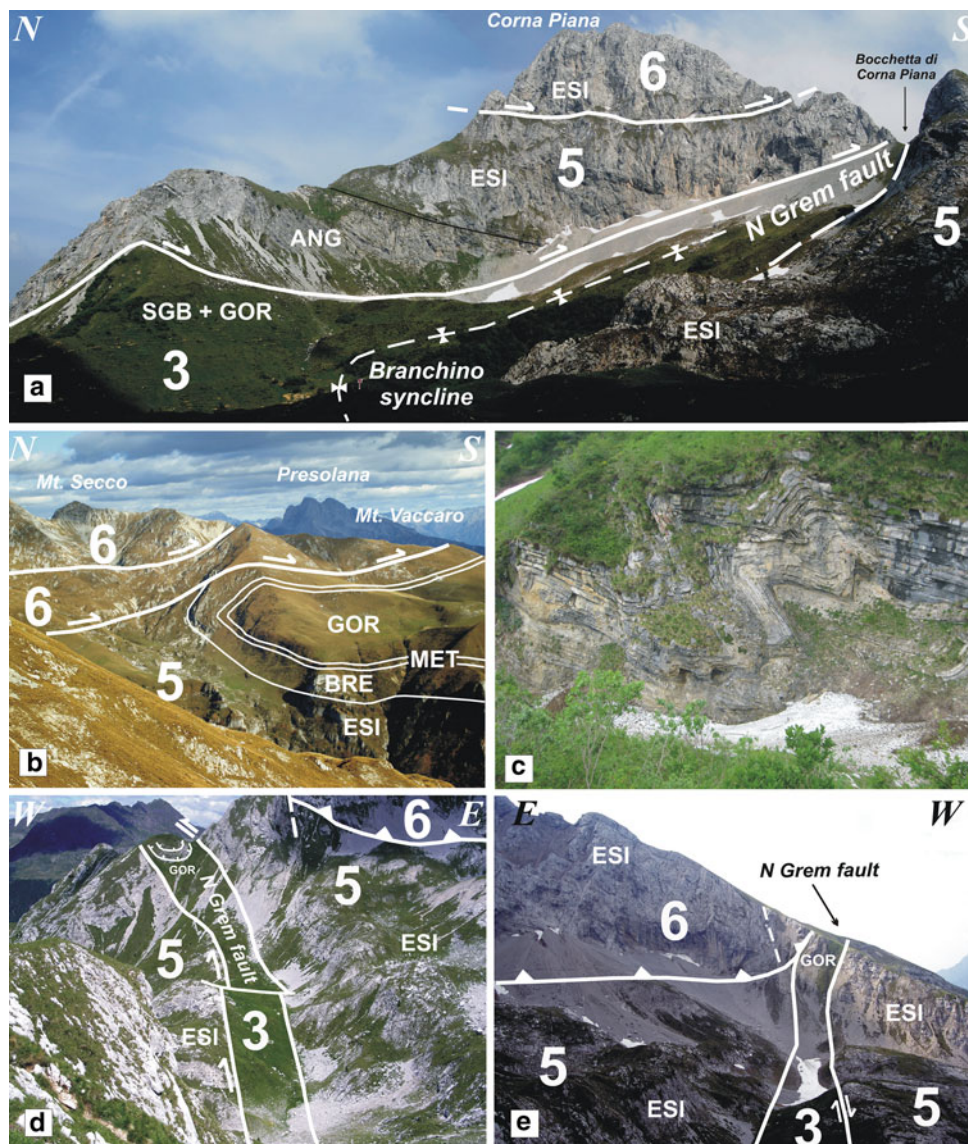 N
Corna Piana
S
Bocchetta di
Corna Piana
ESI
6
ESI
5
N Grem fault
5
ANG
SGB + GOR
ESI
3
Branchino
syncline
a
N
S
Mt. Secco
Presolana
Mt. Vaccaro
6
6
GOR
MET
5
BRE
ESI
b
c
W
E
6
GOR
5
N Grem fault
5
ESI
ESI
3
d
E
W
ESI
N Grem fault
6
GOR
ESI
5
ESI
3
5
e